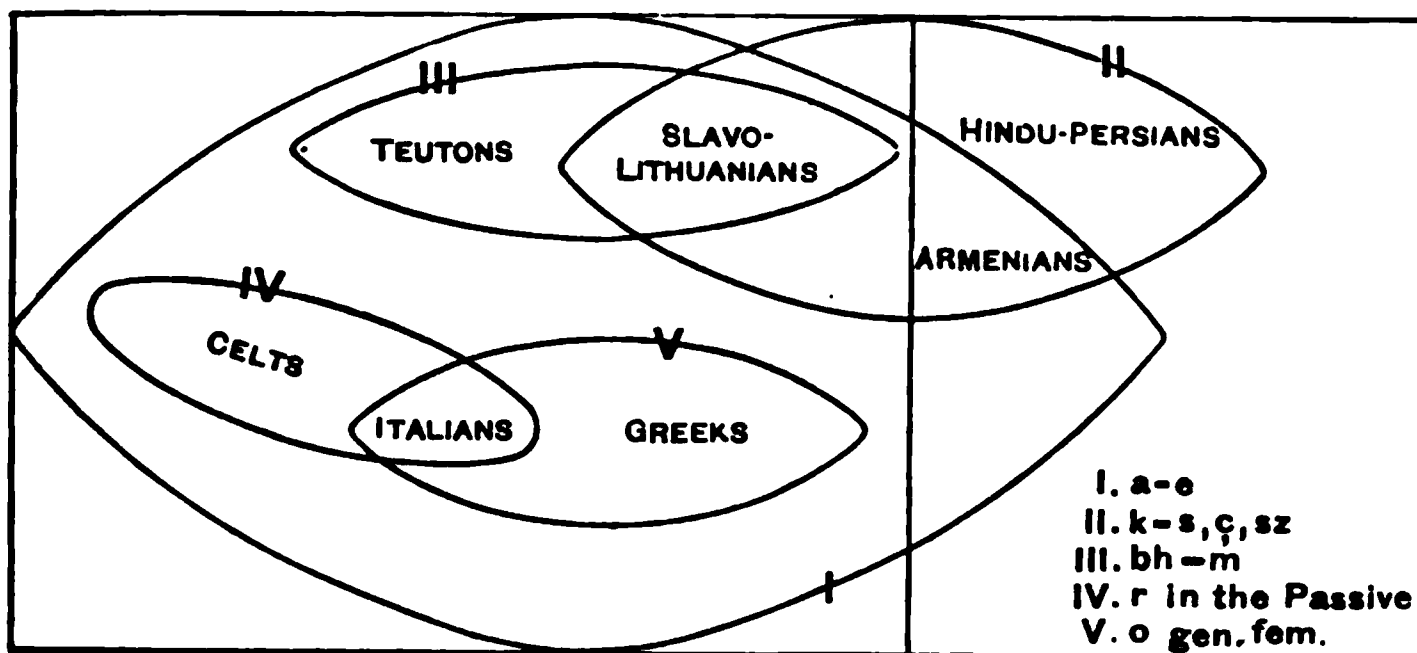 II
III
TEUTONS
SLAVO-
LITHUANIANS
HINDU-PERSIANS
ARMENIANS
IV
CELTS
V
ITALIANS
GREEKS
I
I. a–e
II. k–s, ç, sz
III. bh–m
IV. r in the Passive
V. o gen. fem.